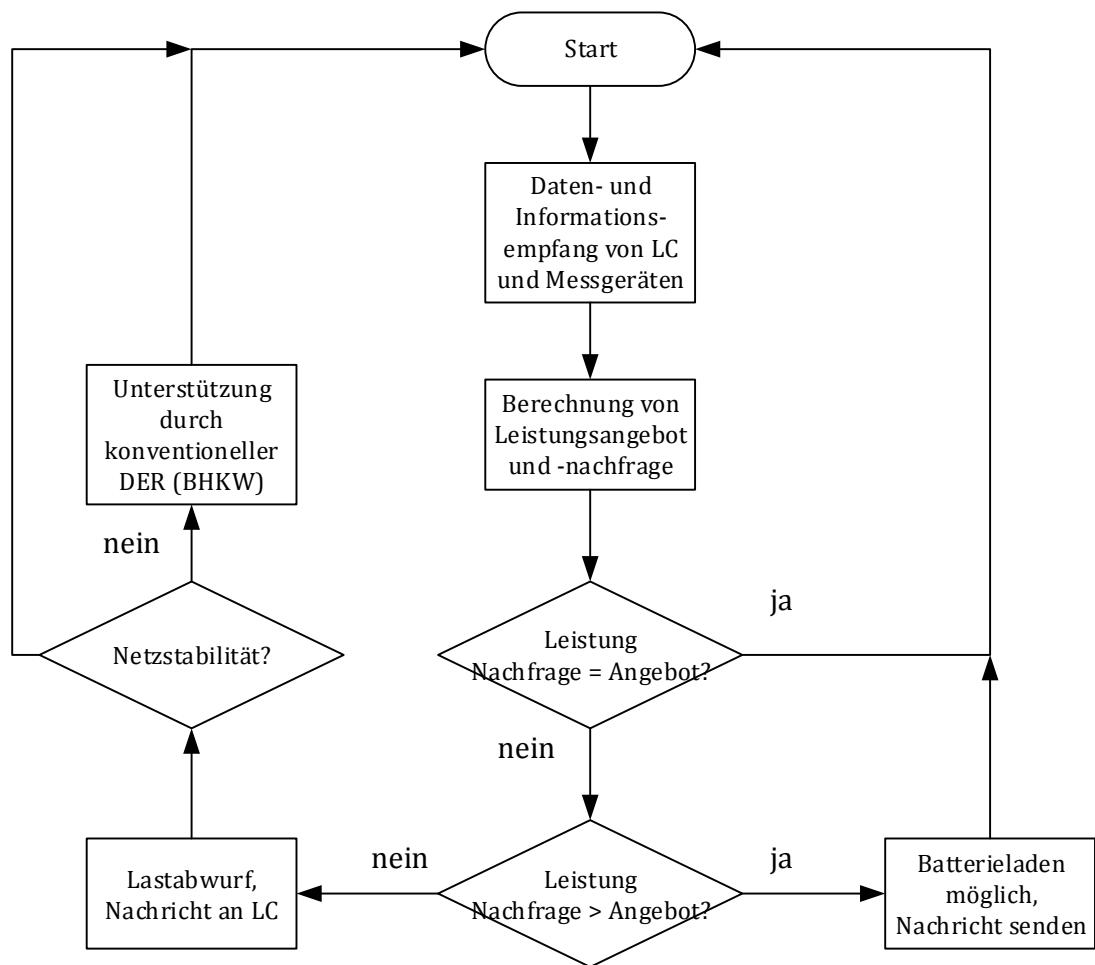 Start
Daten- und
Informations-
empfang von LC
und Messgeräten
Unterstützung
durch
konventioneller
DER (BHKW)
Berechnung von
Leistungsangebot
und -nachfrage
nein
ja
Netzstabilität?
Leistung
Nachfrage = Angebot?
nein
nein
ja
Lastabwurf,
Nachricht an LC
Leistung
Nachfrage > Angebot?
Batterieladen
möglich,
Nachricht senden